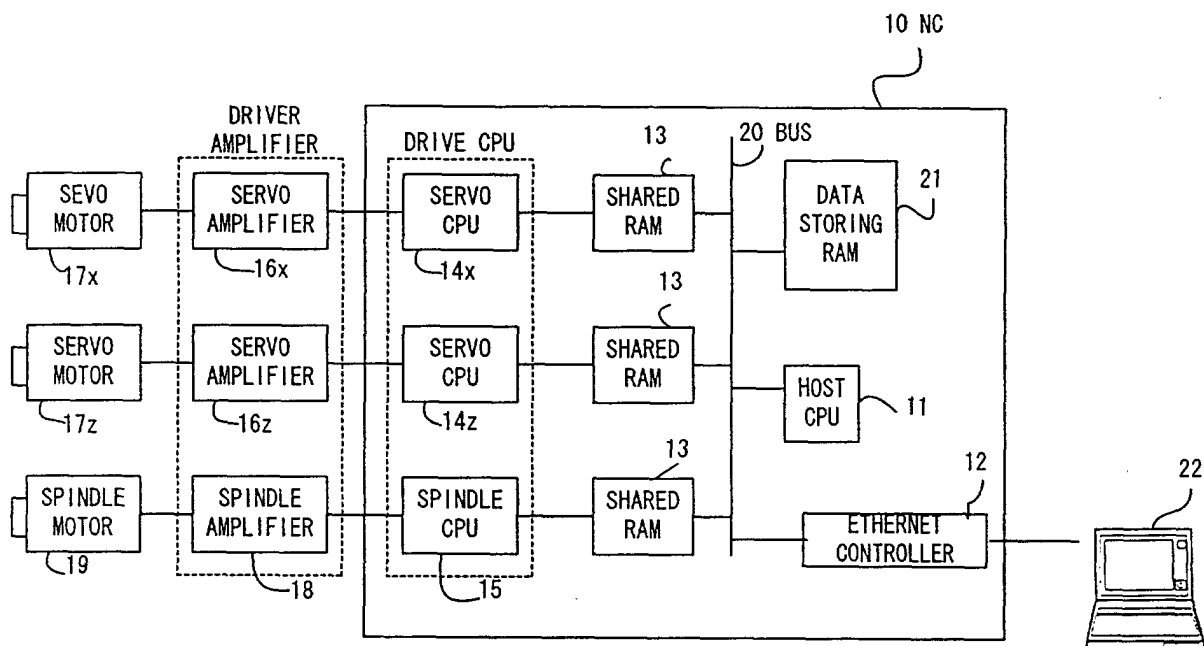 10 NC
DRIVER
AMPLIFIER
DRIVE CPU
13
20 BUS
SEVO
MOTOR
17x
SERVO
AMPLIFIER
16x
SERVO
CPU
14x
SHARED
RAM
DATA
STORING
RAM
21
13
SERVO
MOTOR
17z
SERVO
AMPLIFIER
16z
SERVO
CPU
14z
SHARED
RAM
HOST
CPU
11
13
SPINDLE
MOTOR
19
SPINDLE
AMPLIFIER
18
SPINDLE
CPU
15
SHARED
RAM
12
ETHERNET
CONTROLLER
22